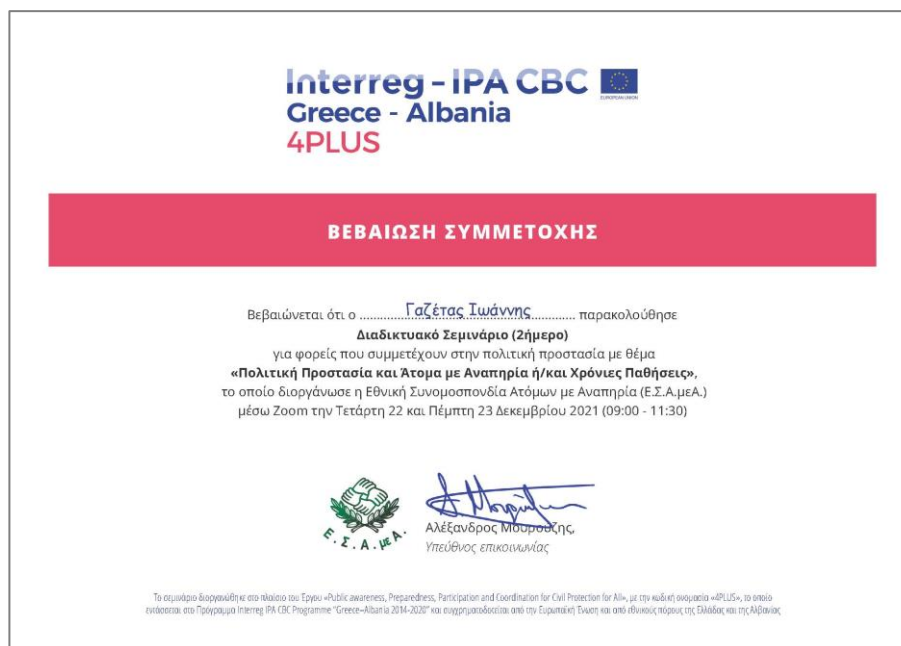 Interreg - IPA CBC
EUROPEAN UNION
Greece - Albania
4PLUS
ΒΕΒΑΙΩΣΗ ΣΥΜΜΕΤΟΧΗΣ
Βεβαιώνεται ότι ο ..........Γαζέτας Ιωάννης.......... παρακολούθησε
Διαδικτυακό Σεμινάριο (2ήμερο)
για φορείς που συμμετέχουν στην πολιτική προστασία με θέμα
«Πολιτική Προστασία και Άτομα με Αναπηρία ή/και Χρόνιες Παθήσεις»,
το οποίο διοργάνωσε η Εθνική Συνομοσπονδία Ατόμων με Αναπηρία (Ε.Σ.Α.μεΑ.)
μέσω Zoom την Τετάρτη 22 και Πέμπτη 23 Δεκεμβρίου 2021 (09:00 - 11:30)
Ε. Σ. Α. με Α.
Αλέξανδρος Μουρούζης,
Υπεύθνος επικοινωνίας
Το σεμινάριο διοργανώθηκε στο πλαίσιο του Έργου «Public awareness, Preparedness, Participation and Coordination for Civil Protection for All», με την κωδική ονομασία «4PLUS», το οποίο
εντάσσεται στο Πρόγραμμα Interreg IPA CBC Programme "Greece–Albania 2014-2020" και συγχρηματοδοτείται από την Ευρωπαϊκή Ένωση και από εθνικούς πόρους της Ελλάδας και της Αλβανίας